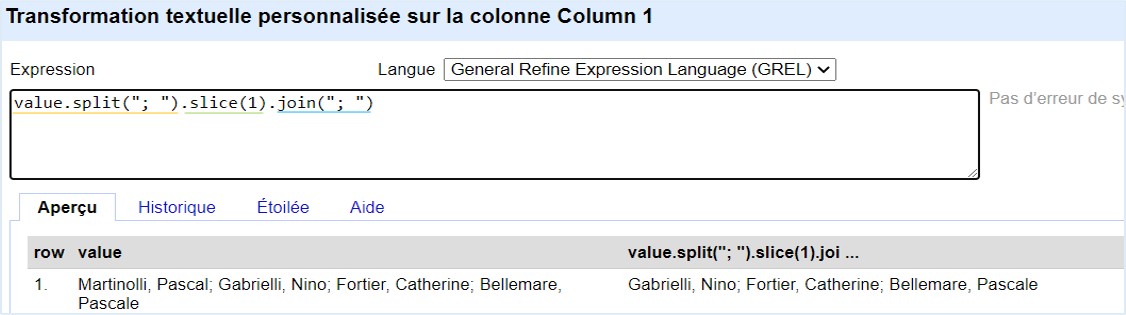 Transformation textuelle personnalisée sur la colonne Column 1
Expression
Langue General Refine Expression Language (GREL)
value.split("; ").slice(1).join("; ")
Pas d'erreur de
Aperçu Historique Étoilée Aide
row value value.split("; ").slice(1).joi ...
1. Martinolli, Pascal; Gabrielli, Nino; Fortier, Catherine; Bellemare, Gabrielli, Nino; Fortier, Catherine; Bellemare, Pascale
Pascale